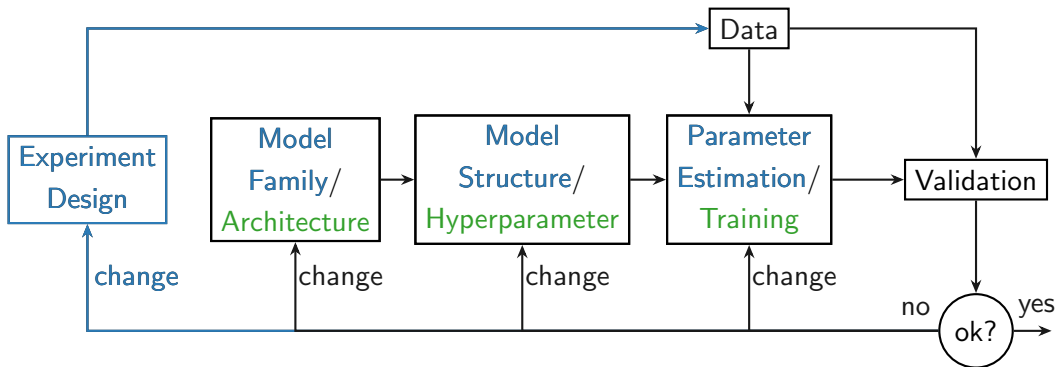 Data
Experiment
Design
Model
Family/
Architecture
Model
Structure/
Hyperparameter
Parameter
Estimation/
Training
Validation
change
change
change
change
no
yes
ok?